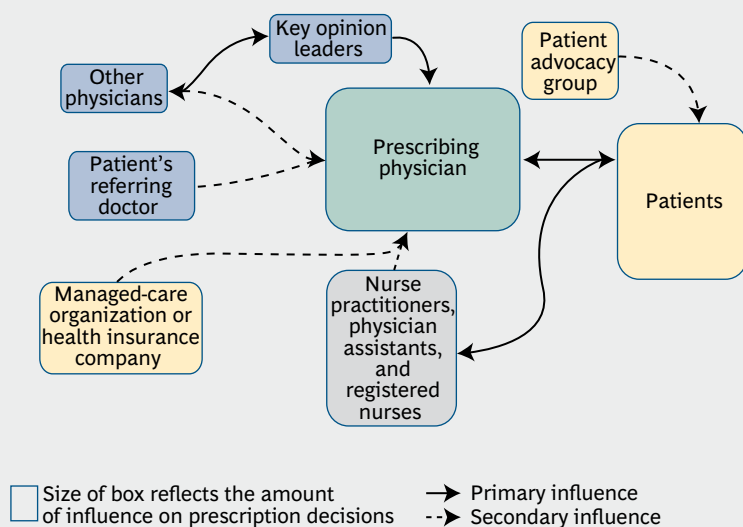 Key opinion
leaders
Other
physicians
Patient
advocacy
group
Prescribing
physician
Patient's
referring
doctor
Patients
Managed-care
organization or
health insurance
company
Nurse
practitioners,
physician
assistants,
and
registered
nurses
Size of box reflects the amount
of influence on prescription decisions
Primary influence
Secondary influence